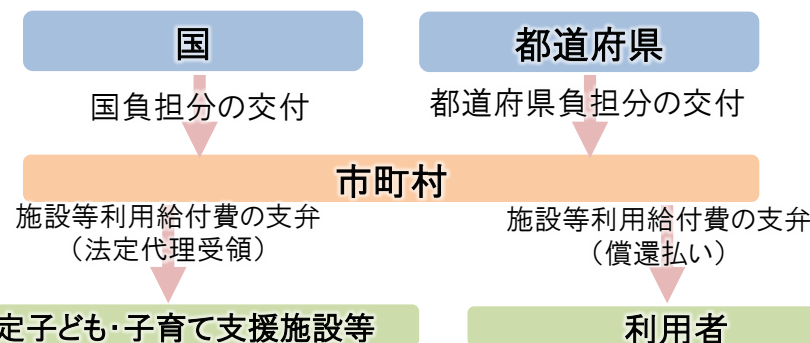 国
都道府県
国負担分の交付
都道府県負担分の交付
市町村
施設等利用給付費の支弁
（法定代理受領）
施設等利用給付費の支弁
（償還払い）
定子ども・子育て支援施設等
利用者